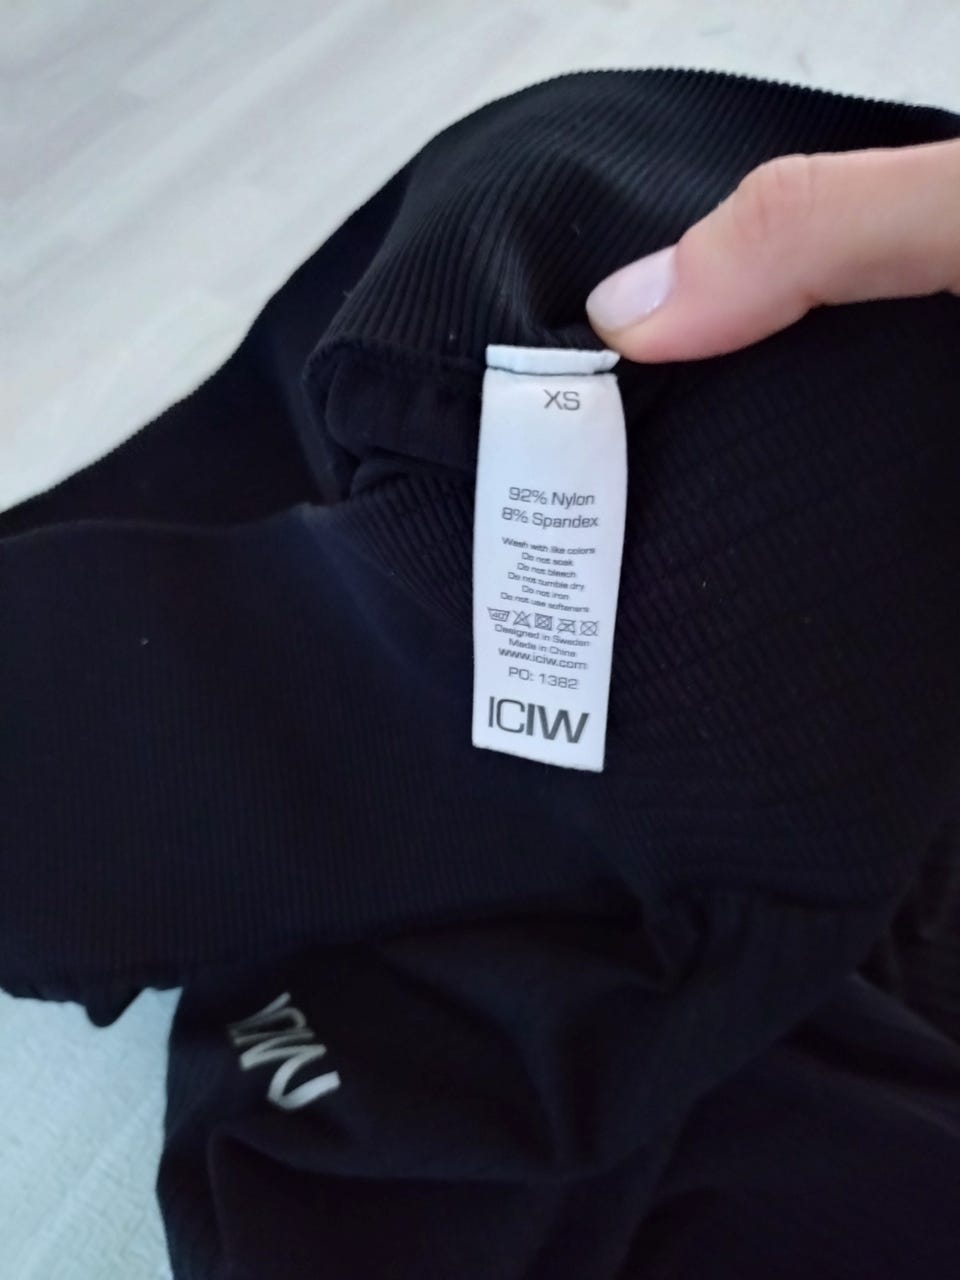 XS
92% Nylon
8% Spandex
Wash with like colors
Do not soak
Do not bleach
Do not tumble dry
Do not iron
Do not use softeners
40
Designed in Sweden
Made in China
www.iciw.com
PO: 1382
ICIW
ICIW